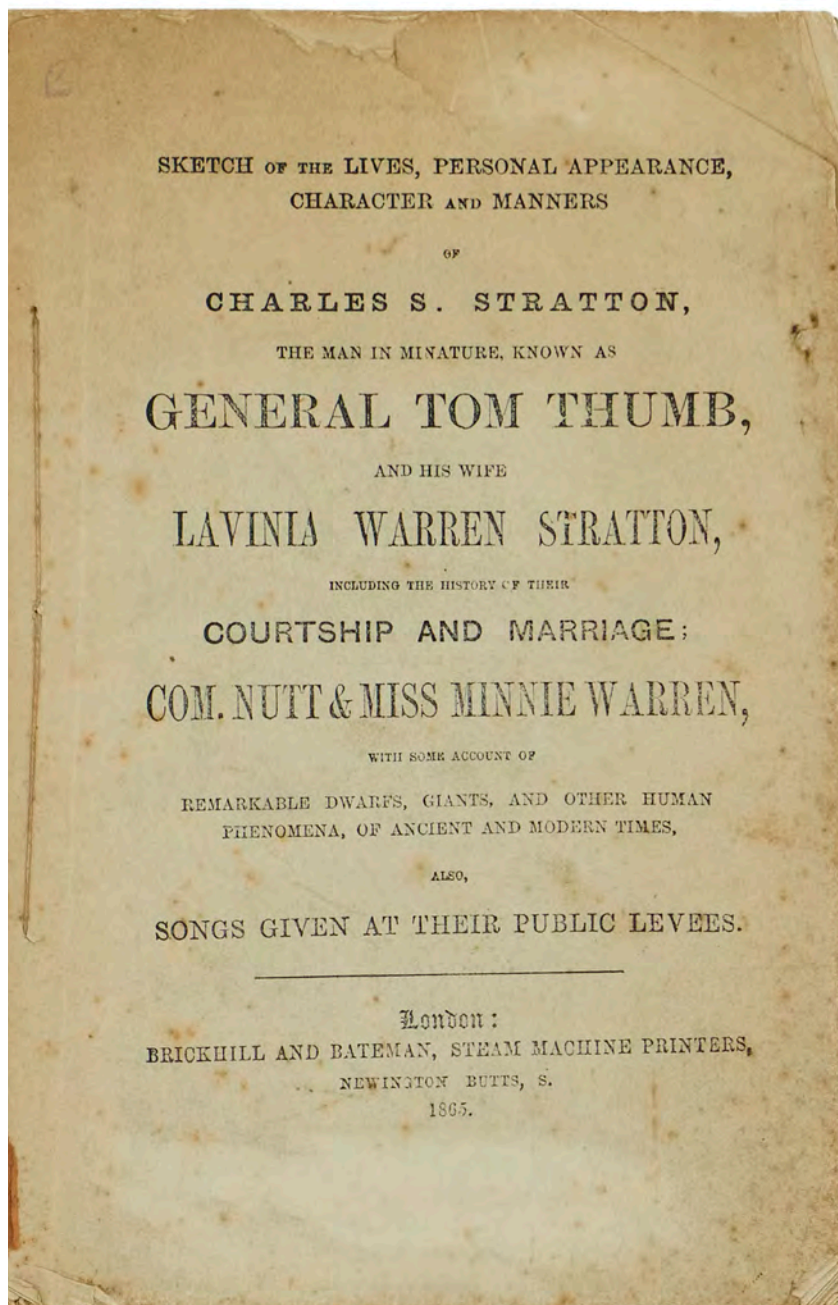 SKETCH OF THE LIVES, PERSONAL APPEARANCE,
CHARACTER AND MANNERS
OF
CHARLES S. STRATTON,
THE MAN IN MINATURE, KNOWN AS
GENERAL TOM THUMB,
AND HIS WIFE
LAVINIA WARREN STRATTON,
INCLUDING THE HISTORY OF THEIR
COURTSHIP AND MARRIAGE;
COM. NUTT & MISS MINNIE WARREN,
WITH SOME ACCOUNT OF
REMARKABLE DWARFS, GIANTS, AND OTHER HUMAN
PHENOMENA, OF ANCIENT AND MODERN TIMES,
ALSO,
SONGS GIVEN AT THEIR PUBLIC LEVEES.
London:
BRICKHILL AND BATEMAN, STEAM MACHINE PRINTERS,
NEWINGTON BUTTS, S.
1865.